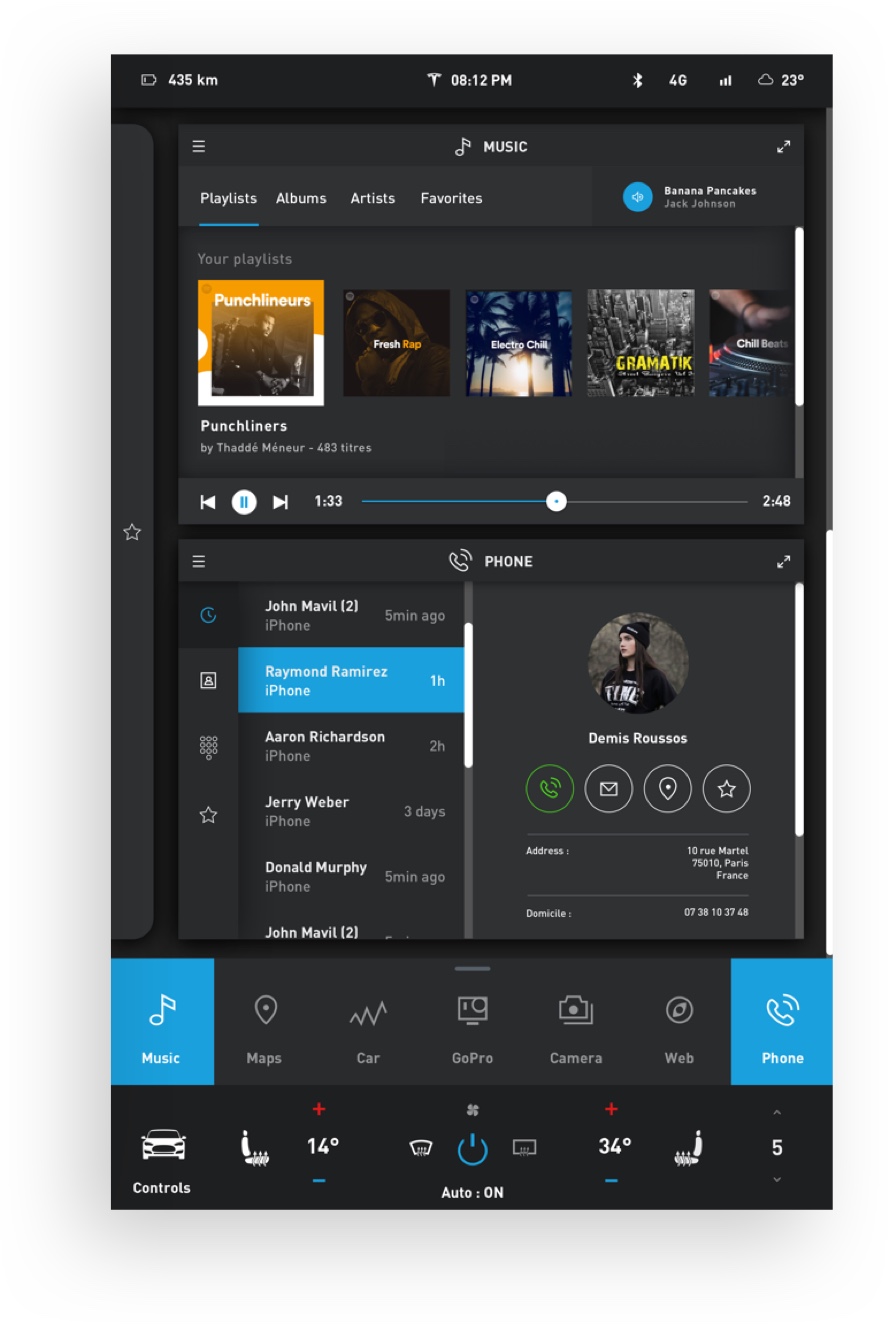 435 km
08:12 PM
4G
23°
MUSIC
Playlists Albums Artists Favorites
Banana Pancakes
Jack Johnson
Your playlists
Punchlineurs
Fresh Rap
Electro Chill
GRAMATIK
Chill Beats
Punchliners
by Thaddé Méneur - 483 titres
1:33
2:48
PHONE
John Mavil (2)
iPhone
5min ago
Raymond Ramirez
iPhone
1h
Aaron Richardson
iPhone
2h
Jerry Weber
iPhone
3 days
Donald Murphy
iPhone
5min ago
John Mavil (2)
Demis Roussos
Address :
10 rue Martel
75010, Paris
France
Domicile :
07 38 10 37 48
Music Maps Car GoPro Camera Web Phone
+ +
14° 34° 5
Controls
Auto : ON